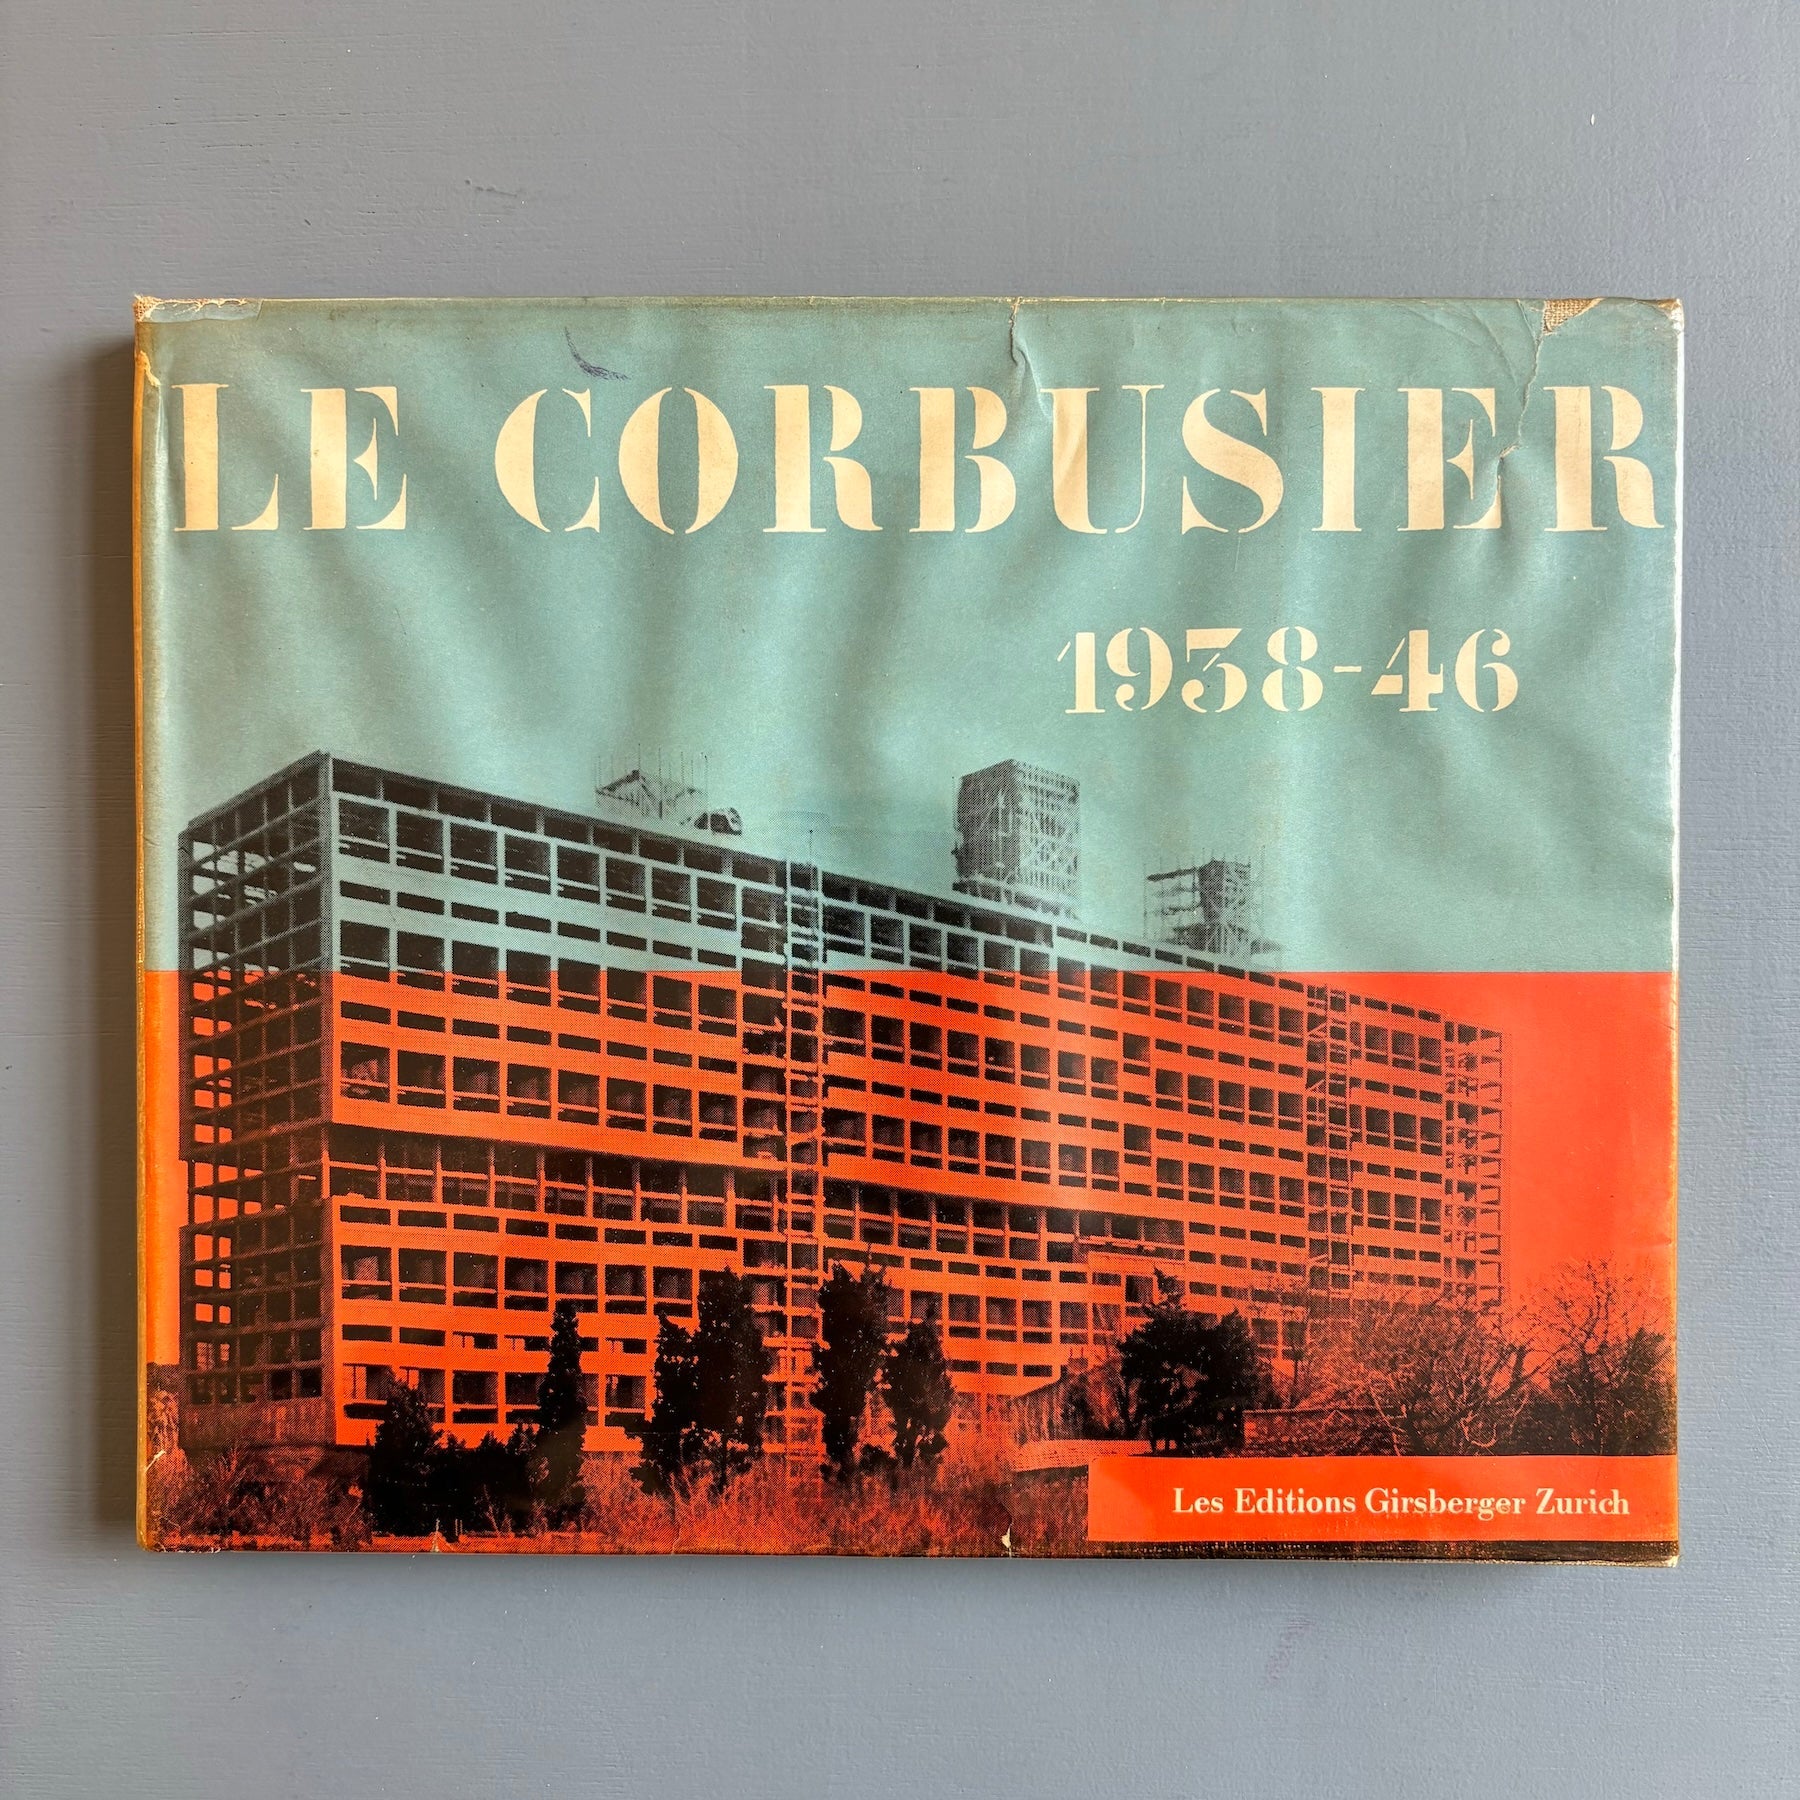 LE CORBUSIER
1938-46
Les Editions Girsberger Zurich